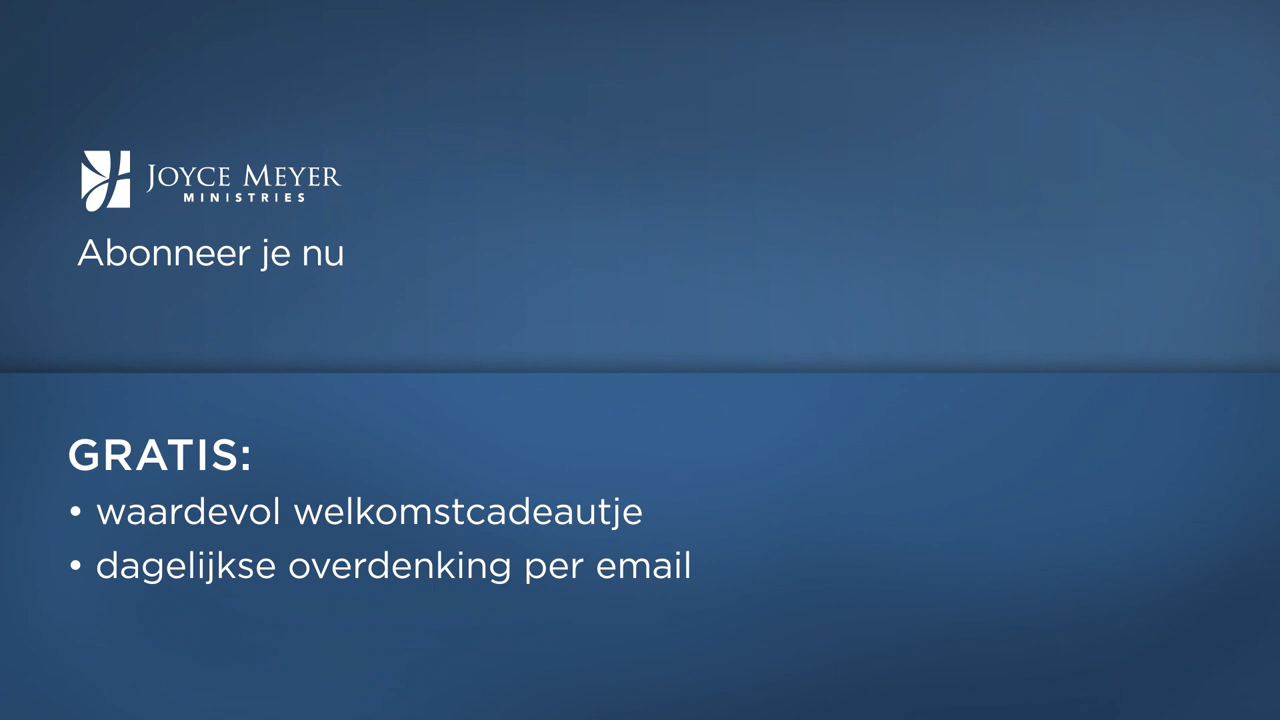 JOYCE MEYER
MINISTRIES
Abonneer je nu
GRATIS:
• waardevol welkomstcadeautje
• dagelijkse overdenking per email